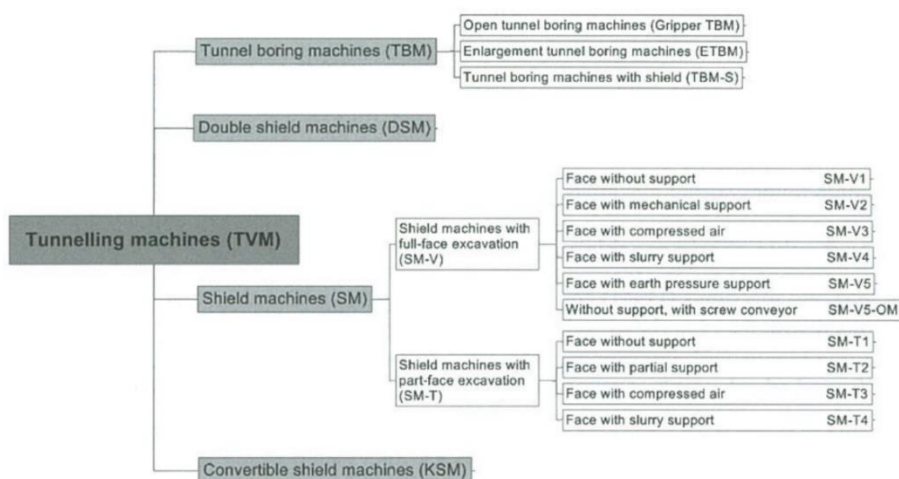 Open tunnel boring machines (Gripper TBM)
Tunnel boring machines (TBM)
Enlargement tunnel boring machines (ETBM)
Tunnel boring machines with shield (TBM-S)
Double shield machines (DSM)
Tunnelling machines (TVM)
Shield machines (SM)
Shield machines with
full-face excavation
(SM-V)
Face without support SM-V1
Face with mechanical support SM-V2
Face with compressed air SM-V3
Face with slurry support SM-V4
Face with earth pressure support SM-V5
Without support, with screw conveyor SM-V5-OM
Shield machines with
part-face excavation
(SM-T)
Face without support SM-T1
Face with partial support SM-T2
Face with compressed air SM-T3
Face with slurry support SM-T4
Convertible shield machines (KSM)